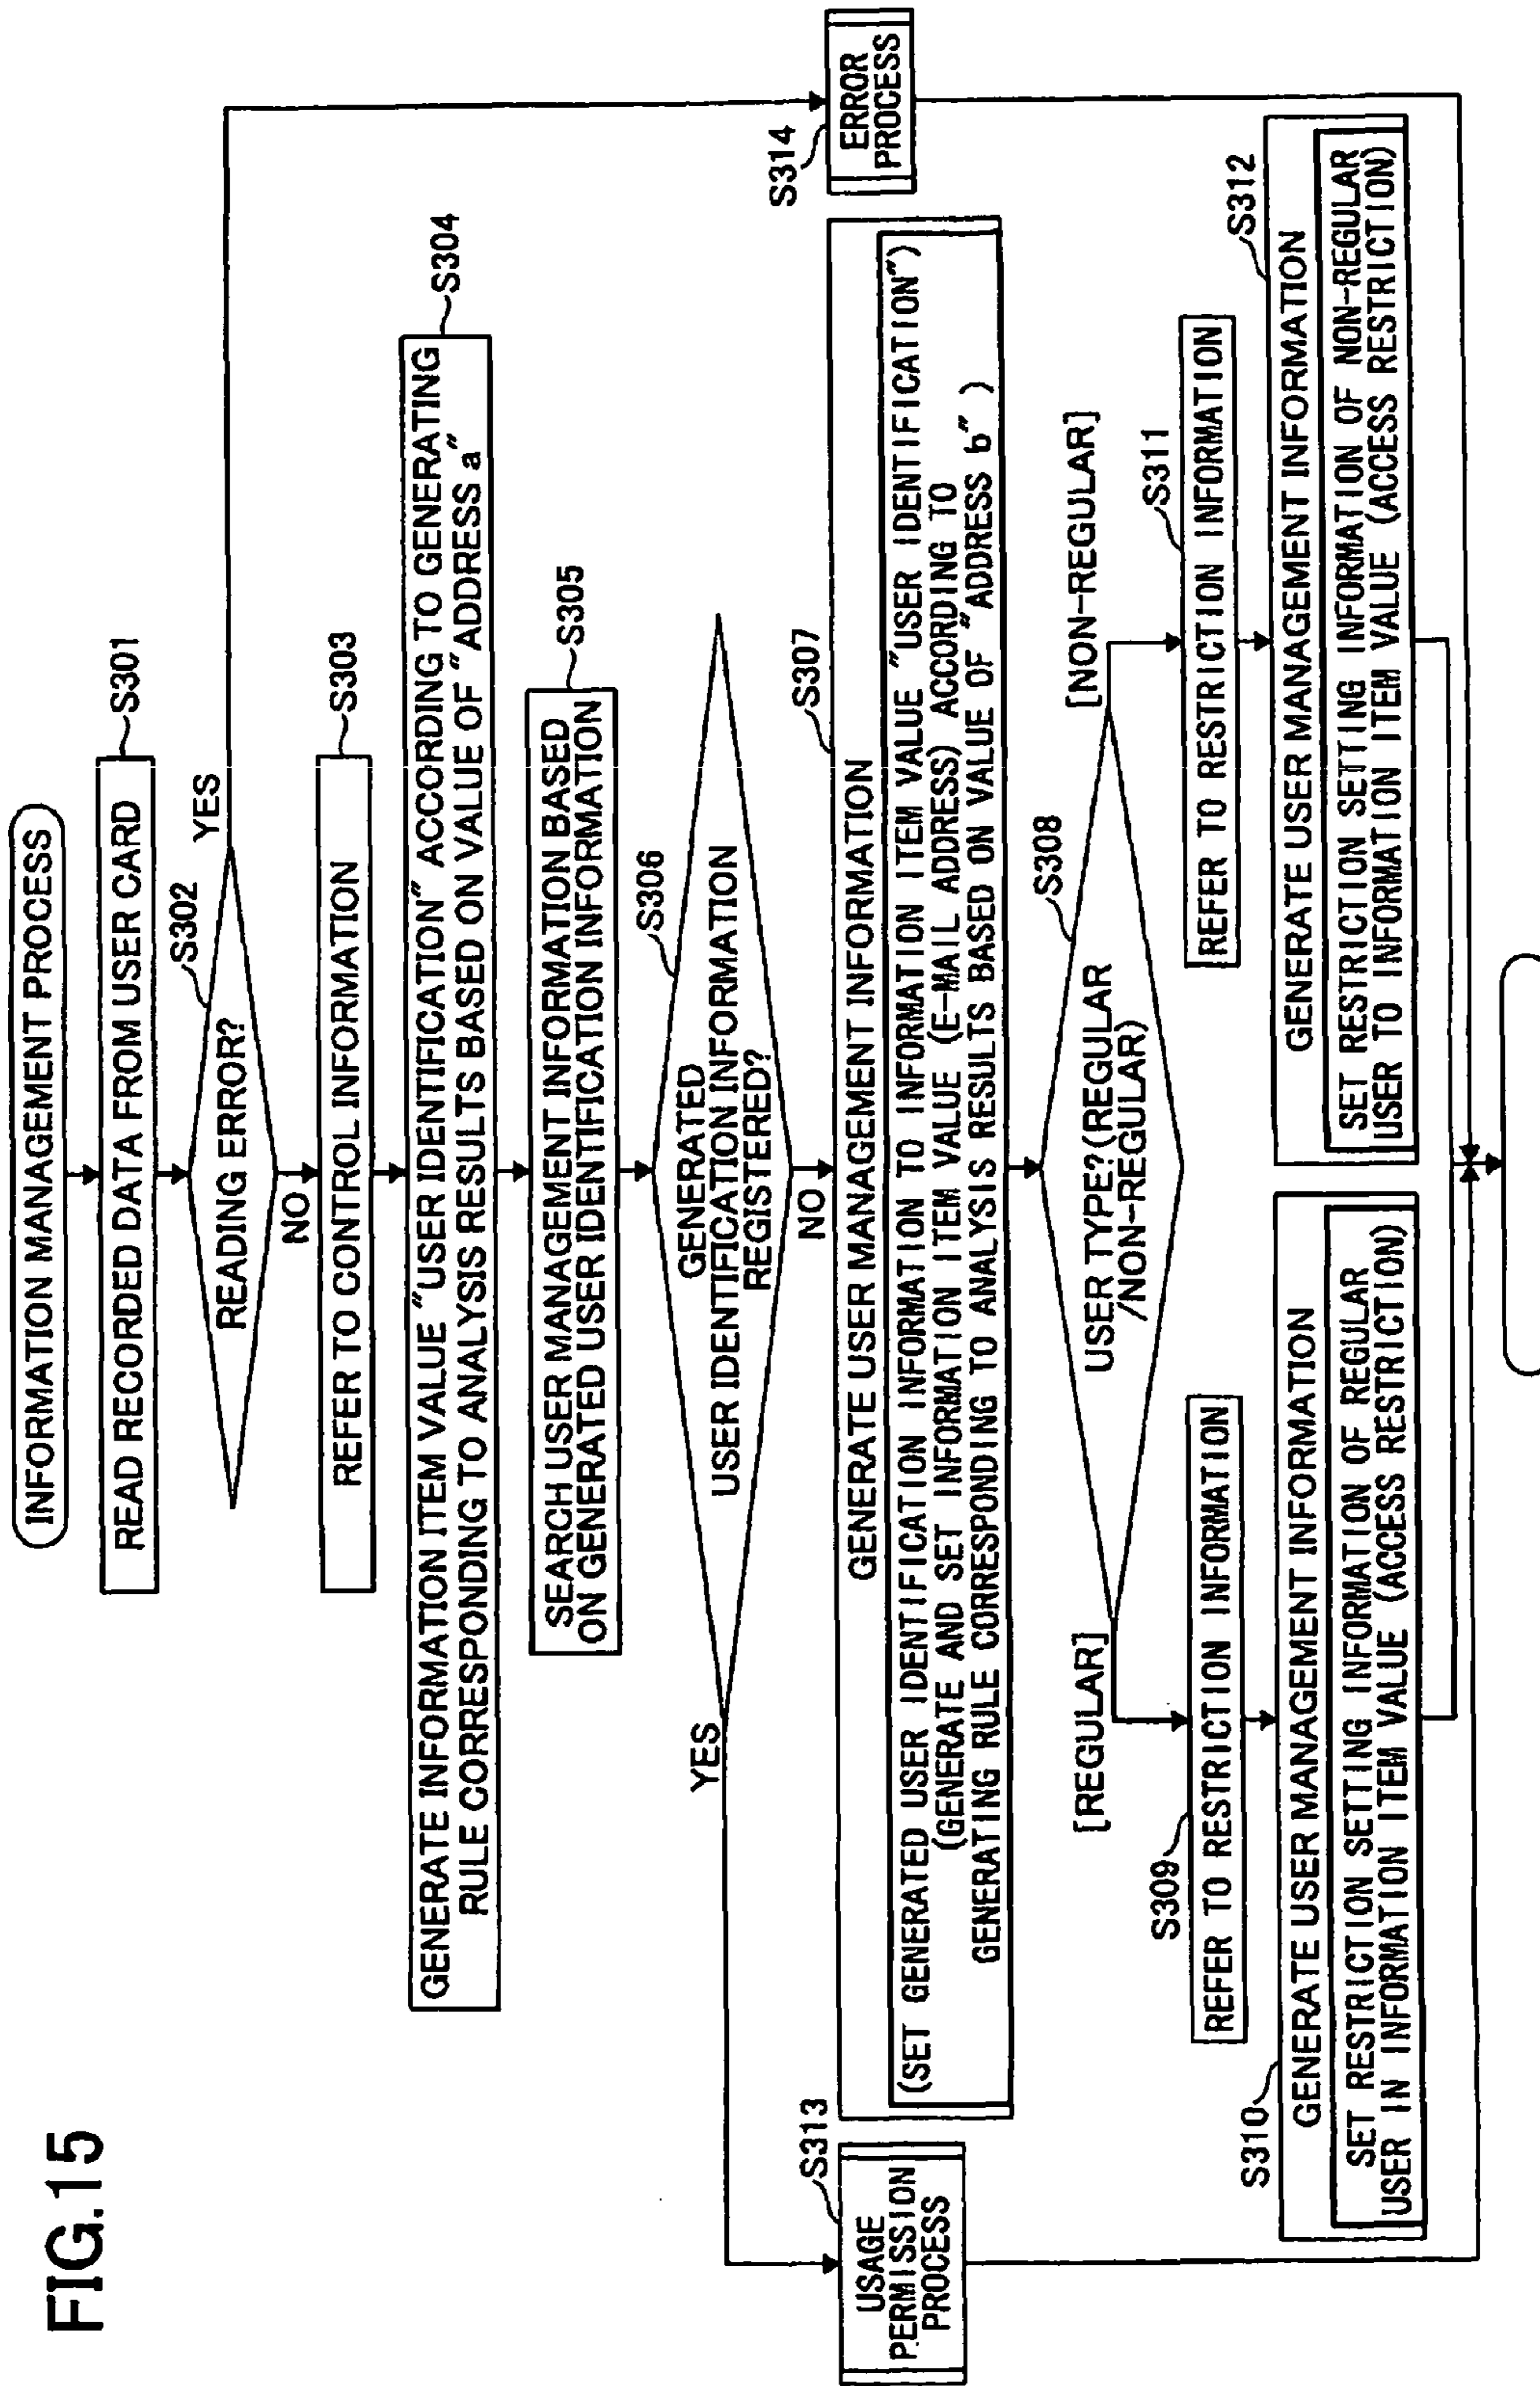 FIG.15
INFORMATION MANAGEMENT PROCESS
READ RECORDED DATA FROM USER CARD
S301
READING ERROR?
S302
YES
NO
REFER TO CONTROL INFORMATION
S303
GENERATE INFORMATION ITEM VALUE "USER IDENTIFICATION" ACCORDING TO GENERATING
RULE CORRESPONDING TO ANALYSIS RESULTS BASED ON VALUE OF "ADDRESS a"
S304
SEARCH USER MANAGEMENT INFORMATION BASED
ON GENERATED USER IDENTIFICATION INFORMATION
S305
GENERATED
USER IDENTIFICATION INFORMATION
REGISTERED?
S306
YES
NO
USAGE
PERMISSION
PROCESS
S313
GENERATE USER MANAGEMENT INFORMATION
S307
(SET GENERATED USER IDENTIFICATION INFORMATION TO INFORMATION ITEM VALUE "USER IDENTIFICATION")
(GENERATE AND SET INFORMATION ITEM VALUE (E-MAIL ADDRESS) ACCORDING TO
GENERATING RULE CORRESPONDING TO ANALYSIS RESULTS BASED ON VALUE OF "ADDRESS b")
S314
ERROR
PROCESS
USER TYPE?(REGULAR
/NON-REGULAR)
S308
[REGULAR]
[NON-REGULAR]
S309
REFER TO RESTRICTION INFORMATION
S311
REFER TO RESTRICTION INFORMATION
S310
GENERATE USER MANAGEMENT INFORMATION
SET RESTRICTION SETTING INFORMATION OF REGULAR
USER IN INFORMATION ITEM VALUE (ACCESS RESTRICTION)
S312
GENERATE USER MANAGEMENT INFORMATION
SET RESTRICTION SETTING INFORMATION OF NON-REGULAR
USER TO INFORMATION ITEM VALUE (ACCESS RESTRICTION)